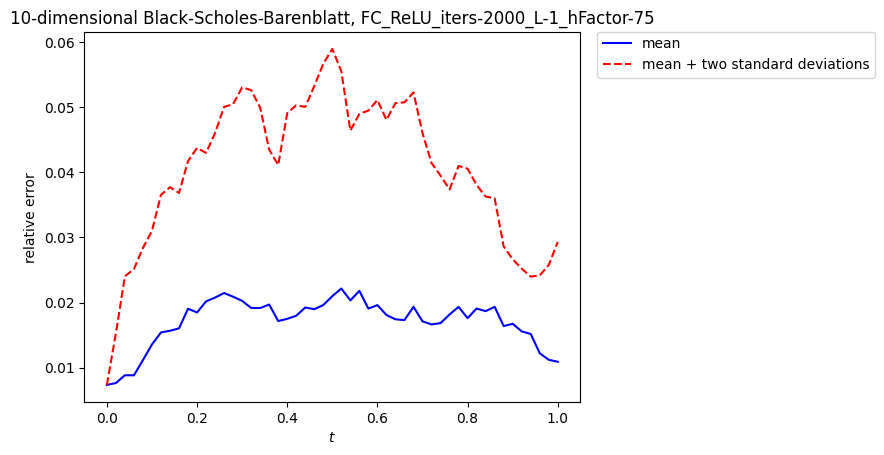 10-dimensional Black-Scholes-Barenblatt, FC_ReLU_iters-2000_L-1_hFactor-75
mean
mean + two standard deviations
relative error
0.06
0.05
0.04
0.03
0.02
0.01
0.0 0.2 0.4 0.6 0.8 1.0
t